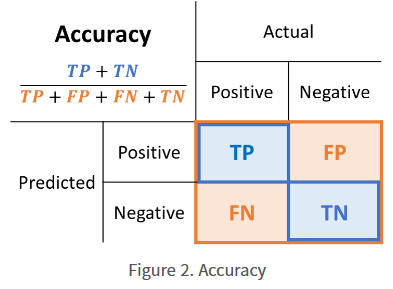 Accuracy
TP + TN
TP + FP + FN + TN
Actual
Positive
Negative
Predicted
Positive
TP
FP
Negative
FN
TN
Figure 2. Accuracy